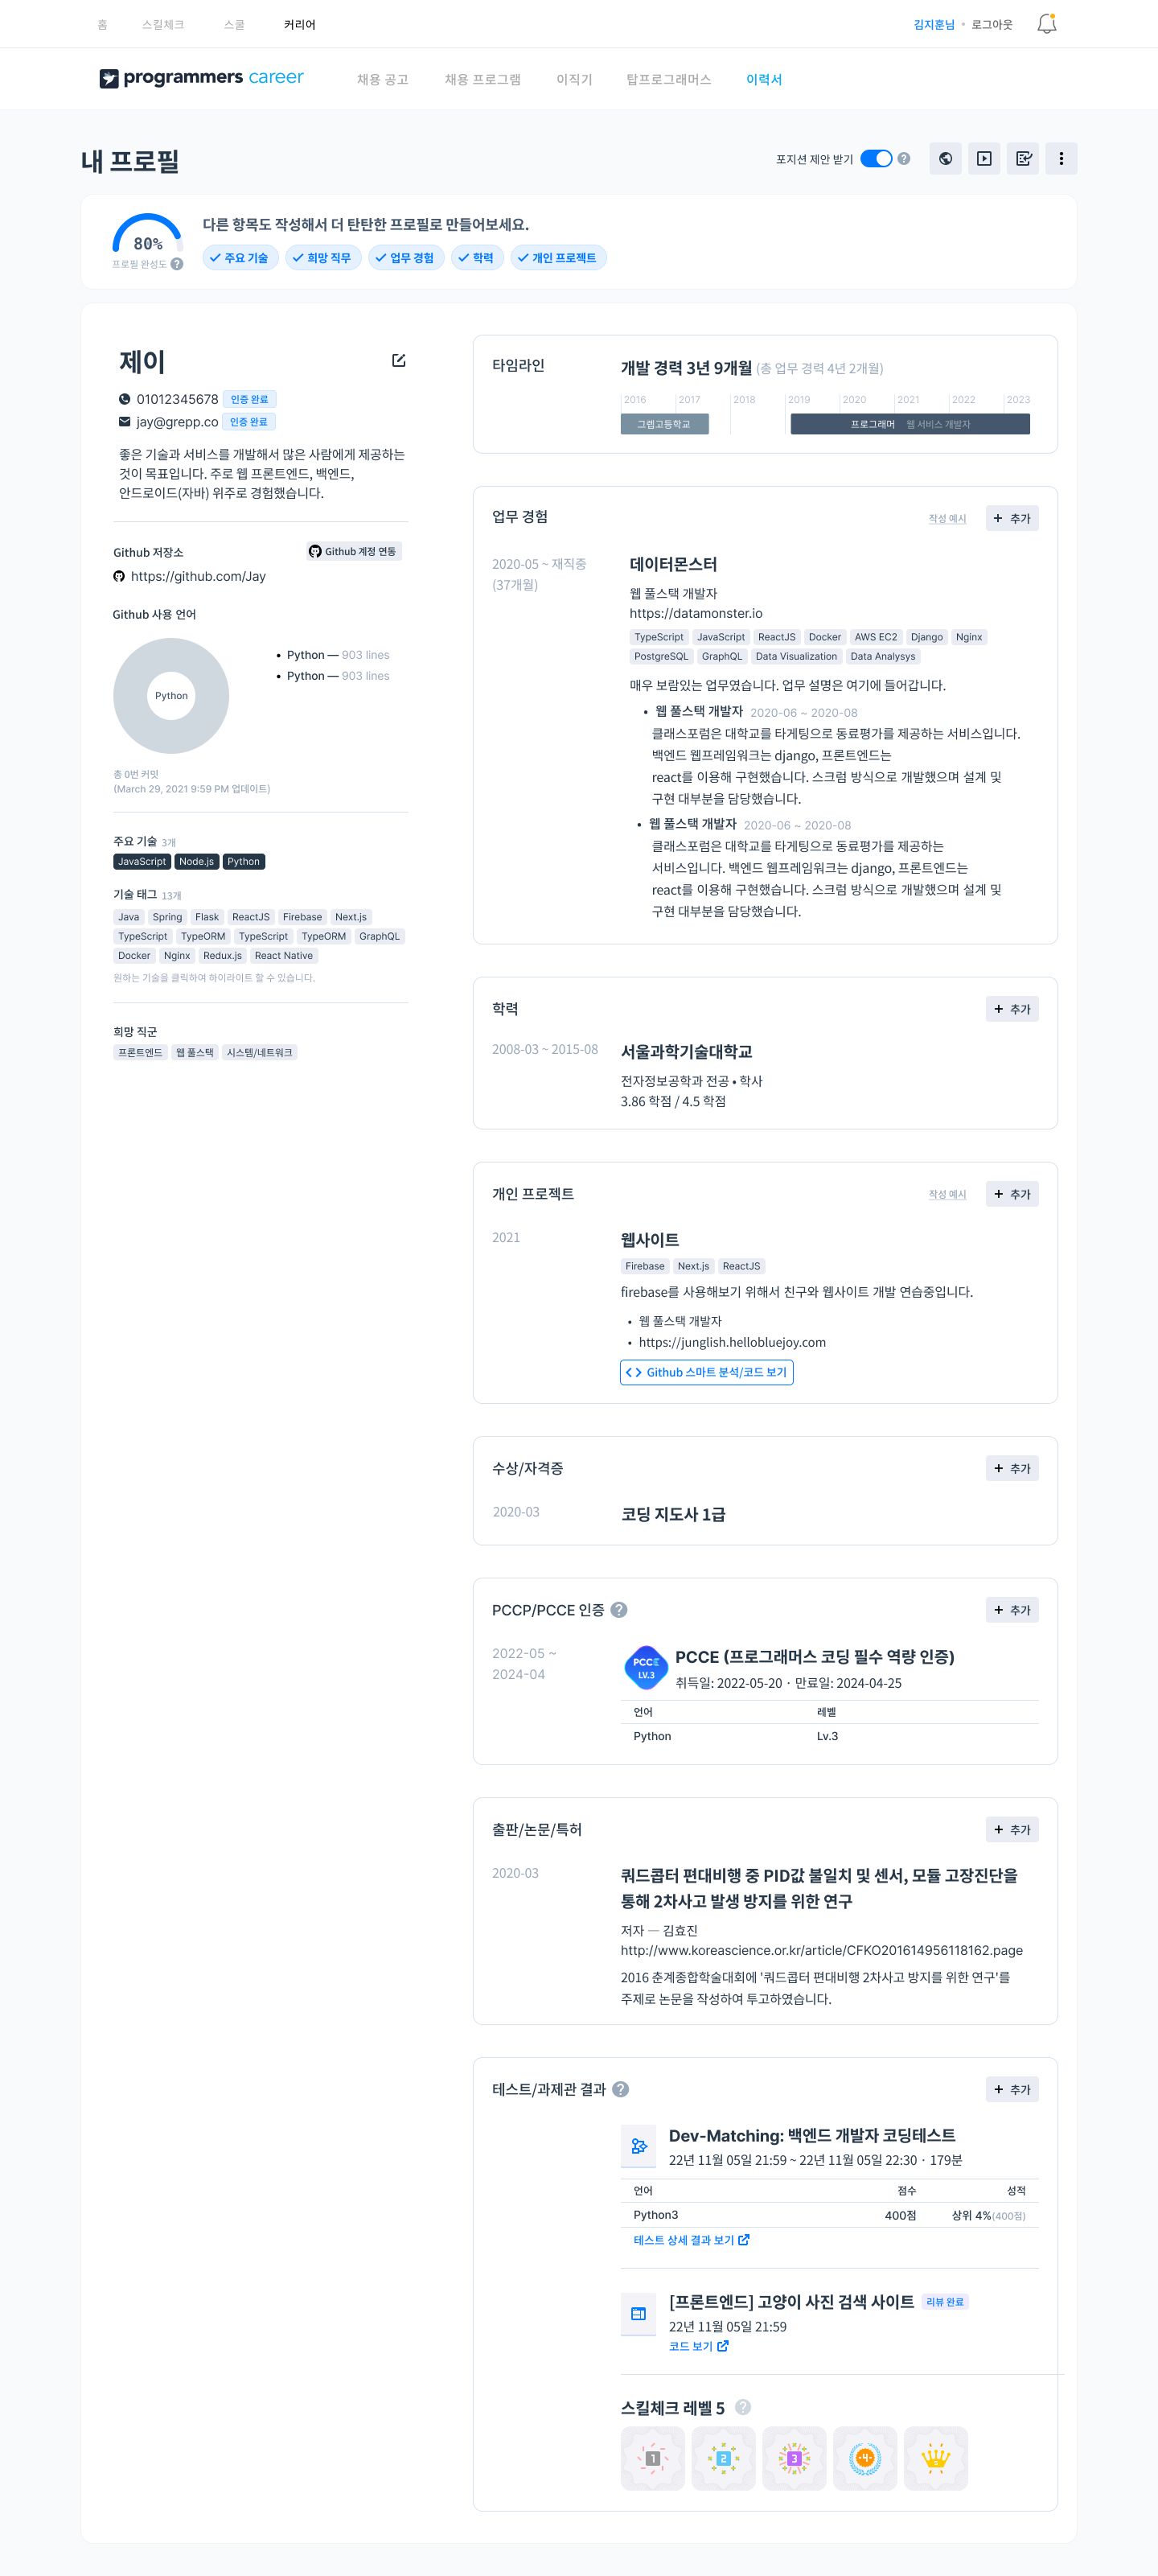 홈 스킬체크 스쿨 커리어 김지훈님 • 로그아웃
programmers career 채용 공고 채용 프로그램 이직기 탑프로그래머스 이력서
내 프로필 포지션 제안 받기 ?
80%
프로필 완성도 ?
다른 항목도 작성해서 더 탄탄한 프로필로 만들어보세요.
주요 기술 희망 직무 업무 경험 학력 개인 프로젝트
제이
01012345678 인증 완료
jay@grepp.co 인증 완료
좋은 기술과 서비스를 개발해서 많은 사람에게 제공하는
것이 목표입니다. 주로 웹 프론트엔드, 백엔드,
안드로이드(자바) 위주로 경험했습니다.
Github 저장소 Github 계정 연동
https://github.com/Jay
Github 사용 언어
Python
• Python — 903 lines
• Python — 903 lines
총 0번 커밋
(March 29, 2021 9:59 PM 업데이트)
주요 기술 3개
JavaScript Node.js Python
기술 태그 13개
Java Spring Flask ReactJS Firebase Next.js
TypeScript TypeORM TypeScript TypeORM GraphQL
Docker Nginx Redux.js React Native
원하는 기술을 클릭하여 하이라이트 할 수 있습니다.
희망 직군
프론트엔드 웹 풀스택 시스템/네트워크
타임라인
개발 경력 3년 9개월 (총 업무 경력 4년 2개월)
2016 2017 2018 2019 2020 2021 2022 2023
그렙고등학교 프로그래머 웹 서비스 개발자
업무 경험 작성 예시 + 추가
2020-05 ~ 재직중
(37개월)
데이터몬스터
웹 풀스택 개발자
https://datamonster.io
TypeScript JavaScript ReactJS Docker AWS EC2 Django Nginx
PostgreSQL GraphQL Data Visualization Data Analysys
매우 보람있는 업무였습니다. 업무 설명은 여기에 들어갑니다.
• 웹 풀스택 개발자 2020-06 ~ 2020-08
클래스포럼은 대학교를 타게팅으로 동료평가를 제공하는 서비스입니다.
백엔드 웹프레임워크는 django, 프론트엔드는
react를 이용해 구현했습니다. 스크럼 방식으로 개발했으며 설계 및
구현 대부분을 담당했습니다.
• 웹 풀스택 개발자 2020-06 ~ 2020-08
클래스포럼은 대학교를 타게팅으로 동료평가를 제공하는
서비스입니다. 백엔드 웹프레임워크는 django, 프론트엔드는
react를 이용해 구현했습니다. 스크럼 방식으로 개발했으며 설계 및
구현 대부분을 담당했습니다.
학력 + 추가
2008-03 ~ 2015-08
서울과학기술대학교
전자정보공학과 전공 • 학사
3.86 학점 / 4.5 학점
개인 프로젝트 작성 예시 + 추가
2021
웹사이트
Firebase Next.js ReactJS
firebase를 사용해보기 위해서 친구와 웹사이트 개발 연습중입니다.
• 웹 풀스택 개발자
• https://junglish.hellobluejoy.com
<> Github 스마트 분석/코드 보기
수상/자격증 + 추가
2020-03
코딩 지도사 1급
PCCP/PCCE 인증 ? + 추가
2022-05 ~
2024-04
PCCE
LV.3
PCCE (프로그래머스 코딩 필수 역량 인증)
취득일: 2022-05-20 · 만료일: 2024-04-25
언어 레벨
Python Lv.3
출판/논문/특허 + 추가
2020-03
쿼드콥터 편대비행 중 PID값 불일치 및 센서, 모듈 고장진단을
통해 2차사고 발생 방지를 위한 연구
저자 — 김효진
http://www.koreascience.or.kr/article/CFKO201614956118162.page
2016 춘계종합학술대회에 '쿼드콥터 편대비행 2차사고 방지를 위한 연구'를
주제로 논문을 작성하여 투고하였습니다.
테스트/과제관 결과 ? + 추가
Dev-Matching: 백엔드 개발자 코딩테스트
22년 11월 05일 21:59 ~ 22년 11월 05일 22:30 · 179분
언어 점수 성적
Python3 400점 상위 4%(400점)
테스트 상세 결과 보기
[프론트엔드] 고양이 사진 검색 사이트 리뷰 완료
22년 11월 05일 21:59
코드 보기
스킬체크 레벨 5 ?
1 2 3 4